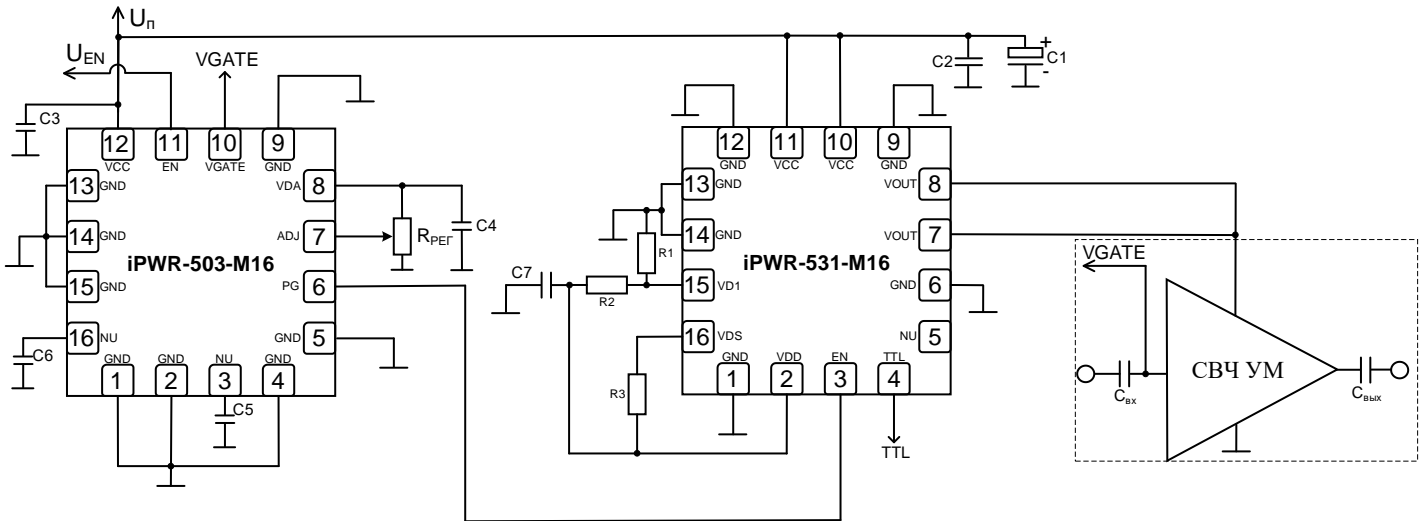 Uп
UEN
VGATE
C3
12
11
10
9
VCC
EN
VGATE
GND
13
GND
14
GND
15
GND
16
NU
C6
iPWR-503-M16
VDA
8
ADJ
7
PG
6
GND
5
RРЕГ
C4
GND
GND
NU
GND
1
2
3
4
C5
C2
+
C1
-
12
11
10
9
GND
VCC
VCC
GND
13
GND
14
GND
15
VD1
16
VDS
R1
R2
R3
C7
iPWR-531-M16
VOUT
8
VOUT
7
GND
6
NU
5
GND
VDD
EN
TTL
1
2
3
4
TTL
VGATE
СВЧ УМ
Cвх
Cвых